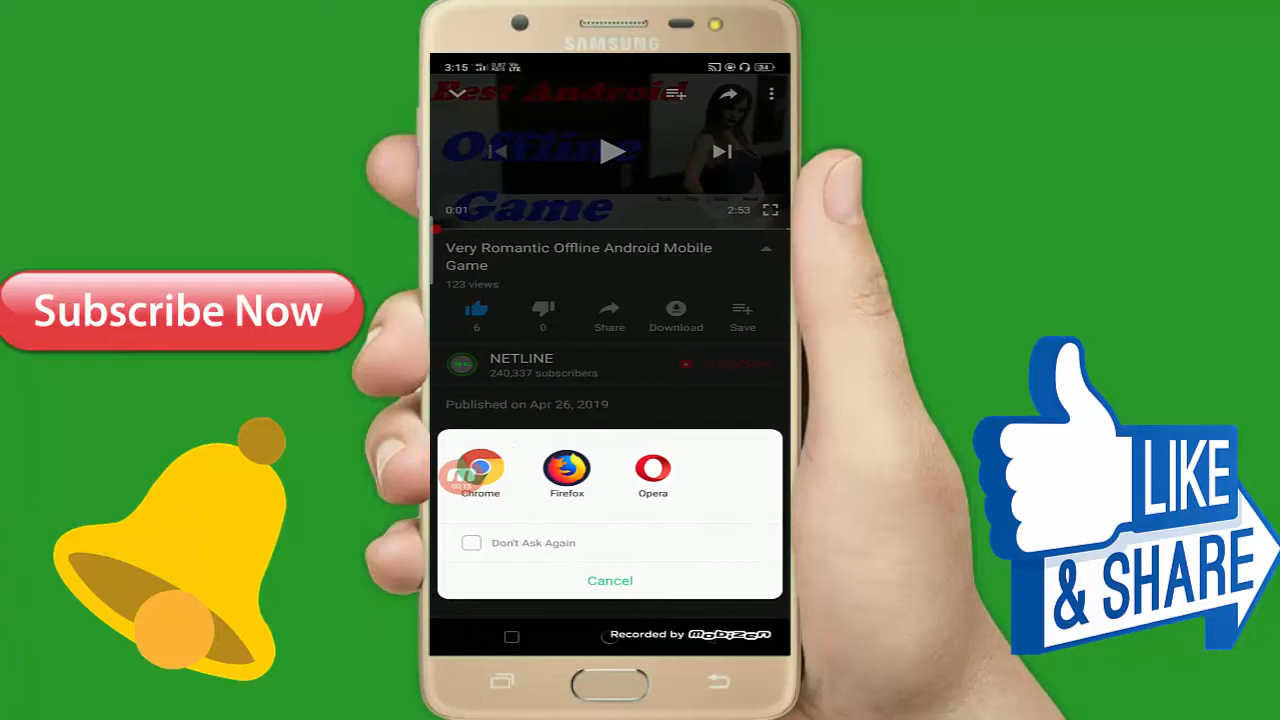 SAMSUNG
3:15
34
Best Android
Offline
Game
0:01
2:53
Very Romantic Offline Android Mobile
Game
123 views
6
0
Share
Download
Save
NETLINE
240,337 subscribers
Published on Apr 26, 2019
Chrome
Firefox
Opera
Don't Ask Again
Cancel
Recorded by mobizen
Subscribe Now
LIKE
& SHARE